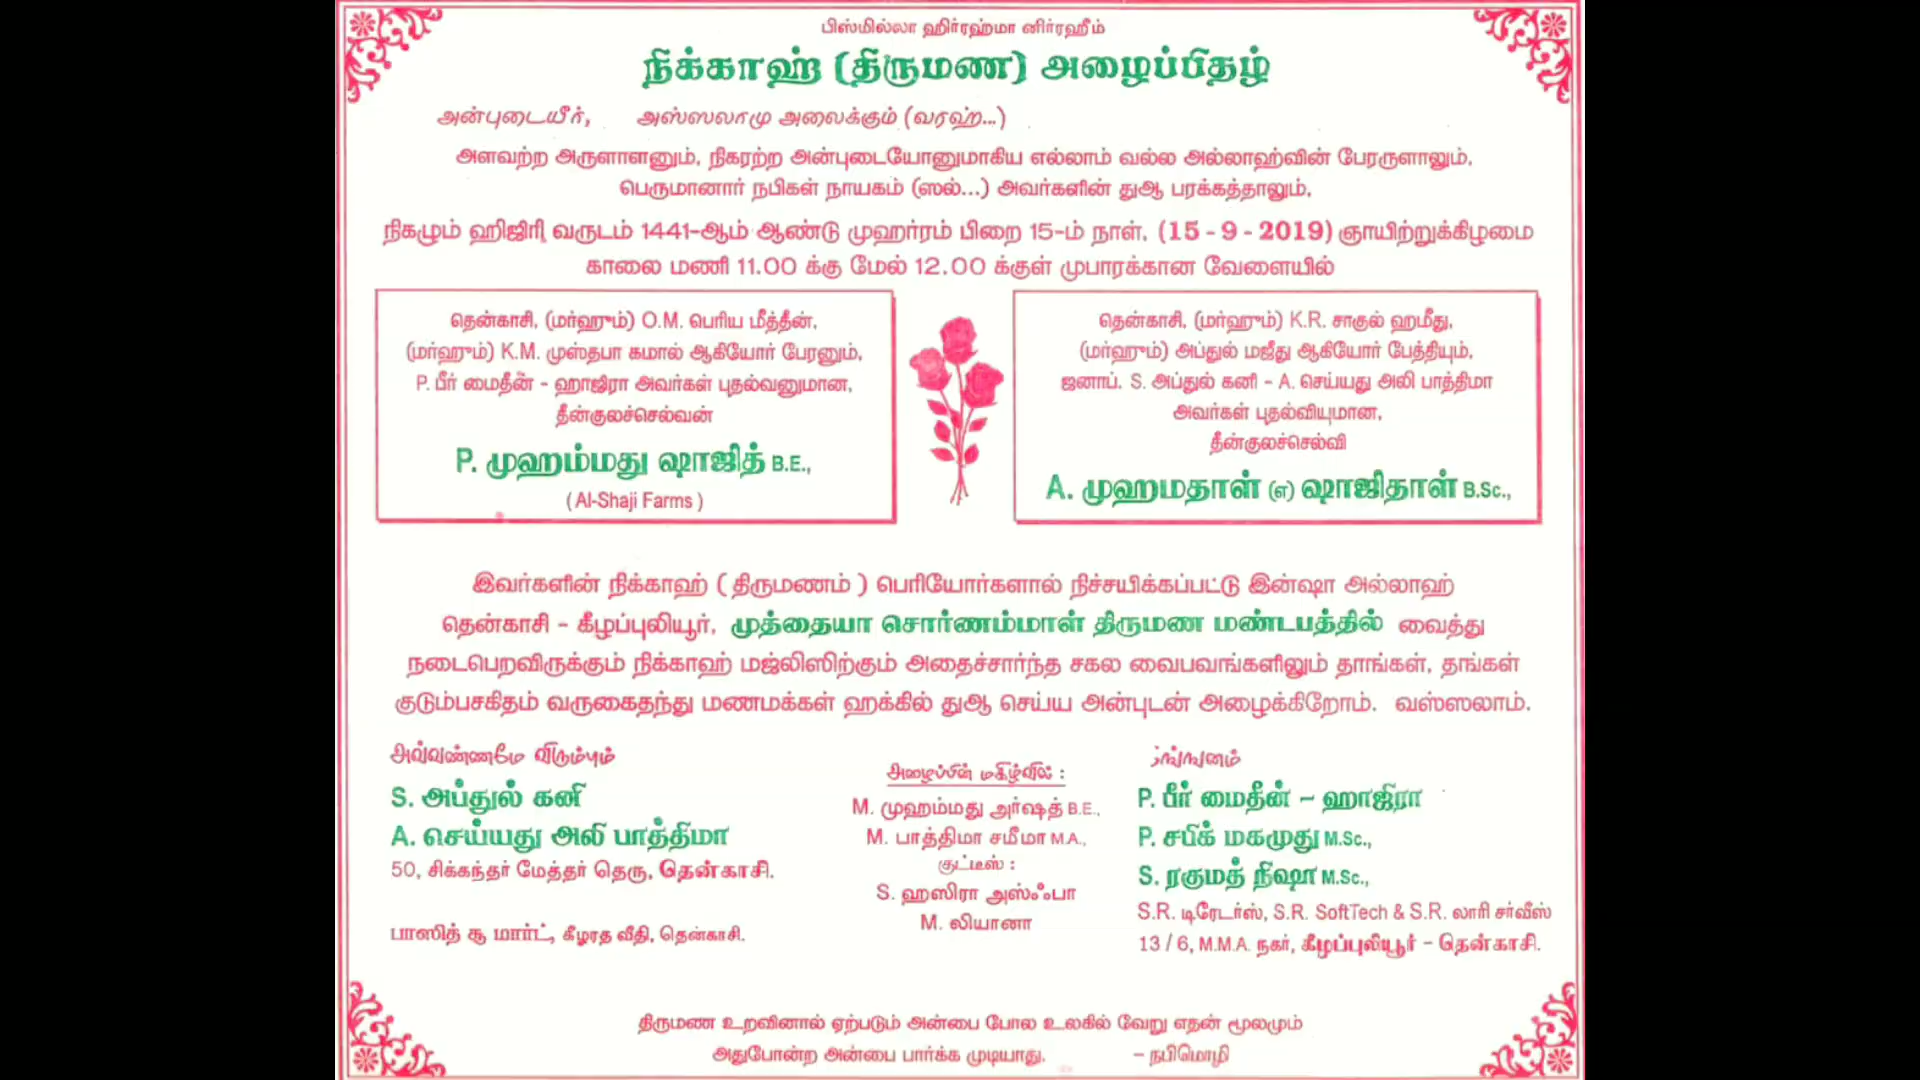 பிஸ்மில்லா ஹிர்ரஹ்மா னிர்ரஹீம்
நிக்காஹ் (திருமண) அழைப்பிதழ்
அன்புடையீர், அஸ்ஸலாமு அலைக்கும் (வரஹ்...)
அளவற்ற அருளாளனும், நிகரற்ற அன்புடையோனுமாகிய எல்லாம் வல்ல அல்லாஹ்வின் பேரருளாலும்,
பெருமானார் நபிகள் நாயகம் (ஸல்...) அவர்களின் துஆ பரக்கத்தாலும்,
நிகழும் ஹிஜிரி வருடம் 1441-ஆம் ஆண்டு முஹர்ரம் பிறை 15-ம் நாள், (15 - 9 - 2019) ஞாயிற்றுக்கிழமை
காலை மணி 11.00 க்கு மேல் 12.00 க்குள் முபாரக்கான வேளையில்
தென்காசி, (மர்ஹும்) O.M. பெரிய மீத்தீன்,
(மர்ஹும்) K.M. முஸ்தபா கமால் ஆகியோர் பேரனும்,
P. பீர் மைதீன் - ஹாஜிரா அவர்கள் புதல்வனுமான,
தீன்குலச்செல்வன்
P. முஹம்மது ஷாஜித் B.E.,
( Al-Shaji Farms )
தென்காசி, (மர்ஹும்) K.R. சாகுல் ஹமீது,
(மர்ஹும்) அப்துல் மஜீது ஆகியோர் பேத்தியும்,
ஜனாப். S. அப்துல் கனி - A. செய்யது அலி பாத்திமா
அவர்கள் புதல்வியுமான,
தீன்குலச்செல்வி
A. முஹமதாள் (எ) ஷாஜிதாள் B.Sc.,
இவர்களின் நிக்காஹ் ( திருமணம் ) பெரியோர்களால் நிச்சயிக்கப்பட்டு இன்ஷா அல்லாஹ்
தென்காசி - கீழப்புலியூர், முத்தையா சொர்ணம்மாள் திருமண மண்டபத்தில் வைத்து
நடைபெறவிருக்கும் நிக்காஹ் மஜ்லிஸிற்கும் அதைச்சார்ந்த சகல வைபவங்களிலும் தாங்கள், தங்கள்
குடும்பசகிதம் வருகைதந்து மணமக்கள் ஹக்கில் துஆ செய்ய அன்புடன் அழைக்கிறோம். வஸ்ஸலாம்.
அவ்வண்ணமே விரும்பும்
S. அப்துல் கனி
A. செய்யது அலி பாத்திமா
50, சிக்கந்தர் மேத்தர் தெரு, தென்காசி.
பாஸித் சூ மார்ட், கீழரத வீதி, தென்காசி.
அழைப்பின் மகிழ்வில் :
M. முஹம்மது அர்ஷத் B.E.,
M. பாத்திமா சமீமா M.A.,
குட்டீஸ் :
S. ஹஸிரா அஸ்ஃபா
M. லியானா
P. பீர் மைதீன் – ஹாஜிரா
P. சபிக் மகமுது M.Sc.,
S. ரகுமத் நிஷா M.Sc.,
S.R. டிரேடர்ஸ், S.R. SoftTech & S.R. லாரி சர்வீஸ்
13 / 6, M.M.A. நகர், கீழப்புலியூர் – தென்காசி.
திருமண உறவினால் ஏற்படும் அன்பை போல உலகில் வேறு எதன் மூலமும்
அதுபோன்ற அன்பை பார்க்க முடியாது. – நபிமொழி